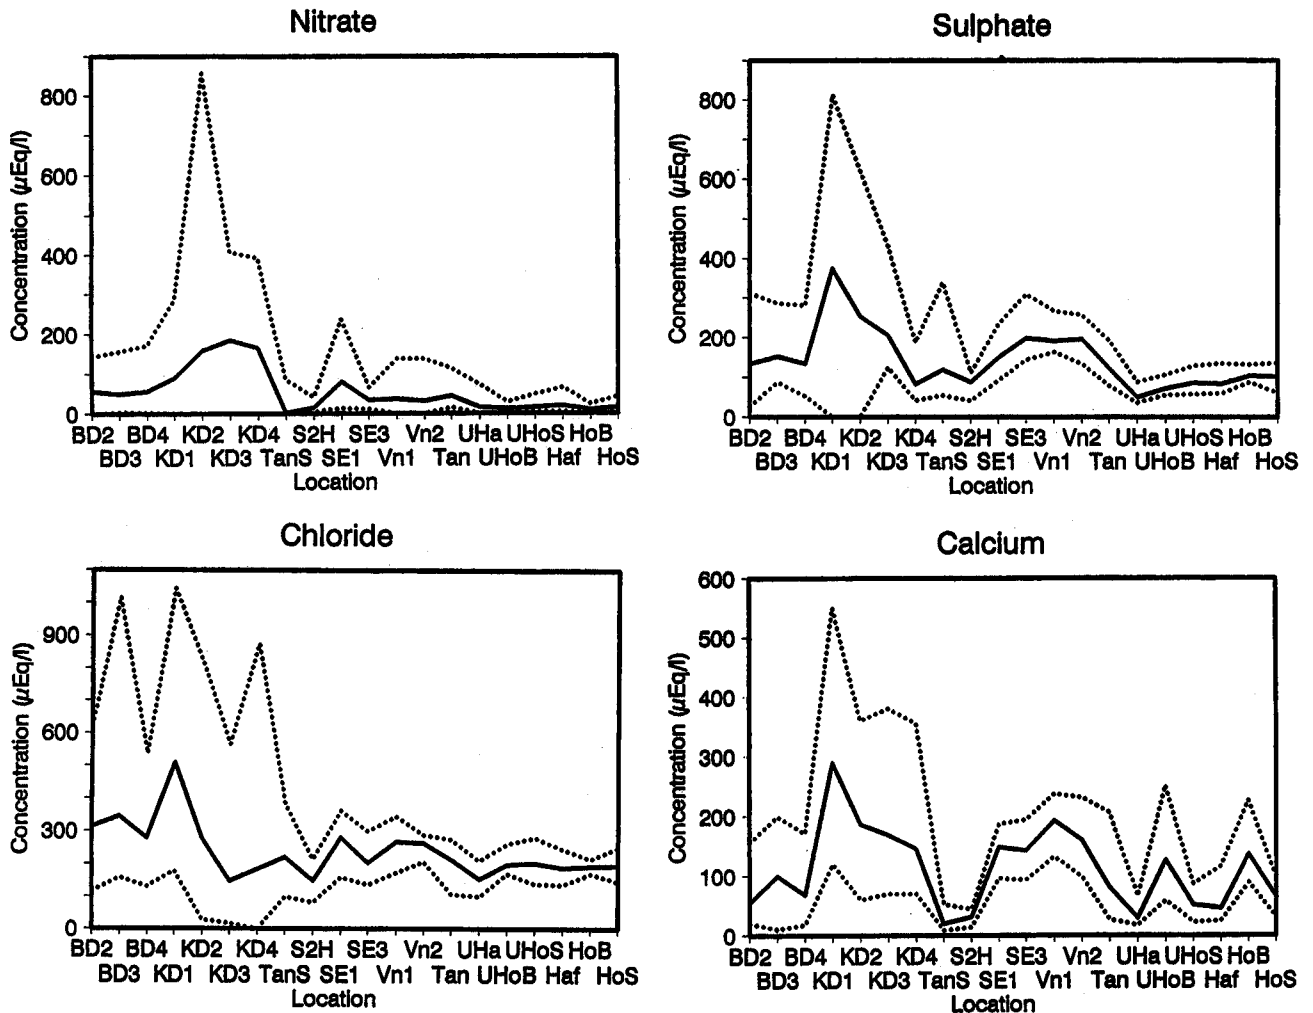 Nitrate
Concentration (µEq/l)
800
600
400
200
0
BD2 BD4 KD2 KD4 S2H SE3 Vn2 UHa UHoS HoB
BD3 KD1 KD3 TanS SE1 Vn1 Tan UHoB Haf HoS
Location
Sulphate
Concentration (µEq/l)
800
600
400
200
0
BD2 BD4 KD2 KD4 S2H SE3 Vn2 UHa UHoS HoB
BD3 KD1 KD3 TanS SE1 Vn1 Tan UHoB Haf HoS
Location
Chloride
Concentration (µEq/l)
900
600
300
0
BD2 BD4 KD2 KD4 S2H SE3 Vn2 UHa UHoS HoB
BD3 KD1 KD3 TanS SE1 Vn1 Tan UHoB Haf HoS
Location
Calcium
Concentration (µEq/l)
600
500
400
300
200
100
0
BD2 BD4 KD2 KD4 S2H SE3 Vn2 UHa UHoS HoB
BD3 KD1 KD3 TanS SE1 Vn1 Tan UHoB Haf HoS
Location